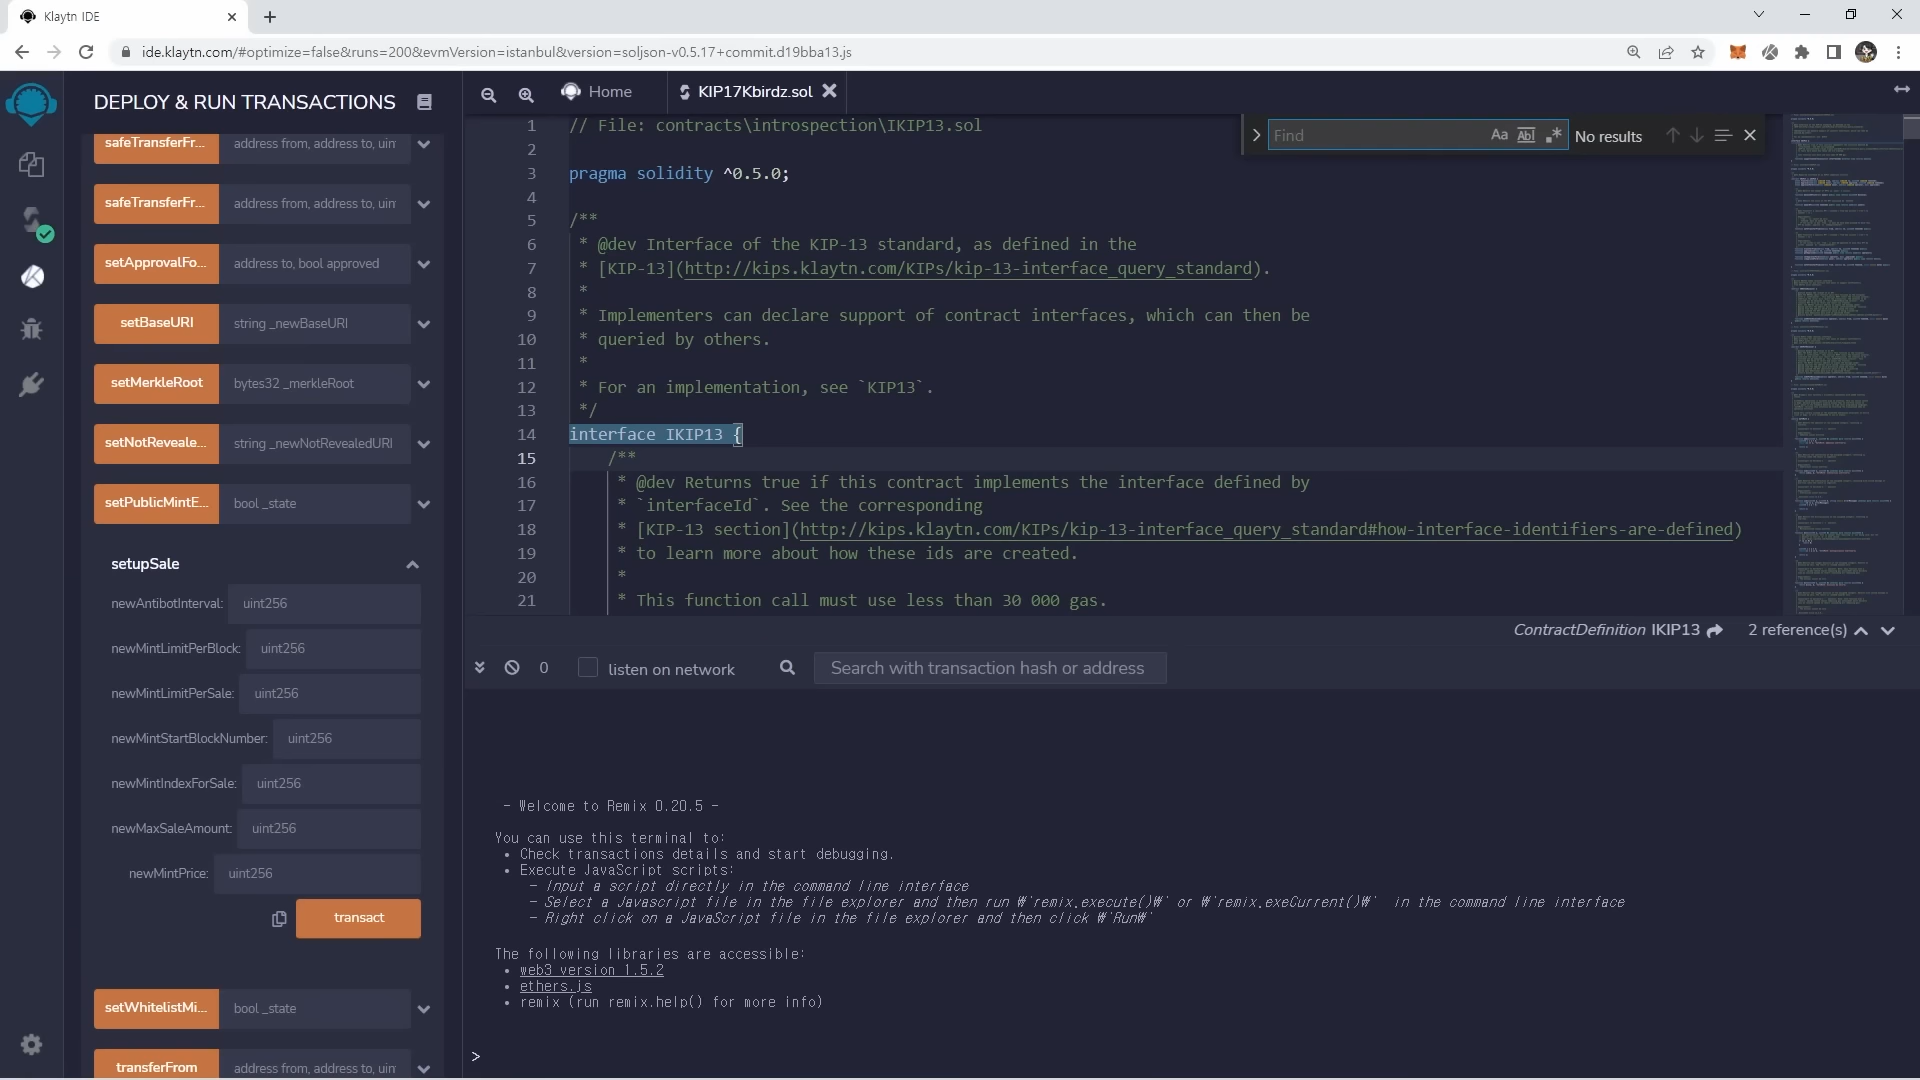 Klaytn IDE
ide.klaytn.com/#optimize=false&runs=200&evmVersion=istanbul&version=soljson-v0.5.17+commit.d19bba13.js
DEPLOY & RUN TRANSACTIONS
safeTransferFr... address from, address to, uin
safeTransferFr... address from, address to, uin
setApprovalFo... address to, bool approved
setBaseURI string _newBaseURI
setMerkleRoot bytes32 _merkleRoot
setNotReveale... string _newNotRevealedURI
setPublicMintE... bool _state
setupSale
newAntibotInterval: uint256
newMintLimitPerBlock: uint256
newMintLimitPerSale: uint256
newMintStartBlockNumber: uint256
newMintIndexForSale: uint256
newMaxSaleAmount: uint256
newMintPrice: uint256
transact
setWhitelistMi... bool _state
transferFrom address from, address to, uin
Home
KIP17Kbirdz.sol
Find
Aa
Ab
No results
1 // File: contracts\introspection\IKIP13.sol
2
3 pragma solidity ^0.5.0;
4
5 /**
6 * @dev Interface of the KIP-13 standard, as defined in the
7 * [KIP-13](http://kips.klaytn.com/KIPs/kip-13-interface_query_standard).
8 *
9 * Implementers can declare support of contract interfaces, which can then be
10 * queried by others.
11 *
12 * For an implementation, see `KIP13`.
13 */
14 interface IKIP13 {
15 /**
16 * @dev Returns true if this contract implements the interface defined by
17 * `interfaceId`. See the corresponding
18 * [KIP-13 section](http://kips.klaytn.com/KIPs/kip-13-interface_query_standard#how-interface-identifiers-are-defined)
19 * to learn more about how these ids are created.
20 *
21 * This function call must use less than 30 000 gas.
ContractDefinition IKIP13 2 reference(s)
0 listen on network Search with transaction hash or address
- Welcome to Remix 0.20.5 -
You can use this terminal to:
• Check transactions details and start debugging.
• Execute JavaScript scripts:
- Input a script directly in the command line interface
- Select a Javascript file in the file explorer and then run ₩`remix.execute()₩` or ₩`remix.exeCurrent()₩` in the command line interface
- Right click on a JavaScript file in the file explorer and then click ₩`Run₩`
The following libraries are accessible:
• web3 version 1.5.2
• ethers.js
• remix (run remix.help() for more info)
>